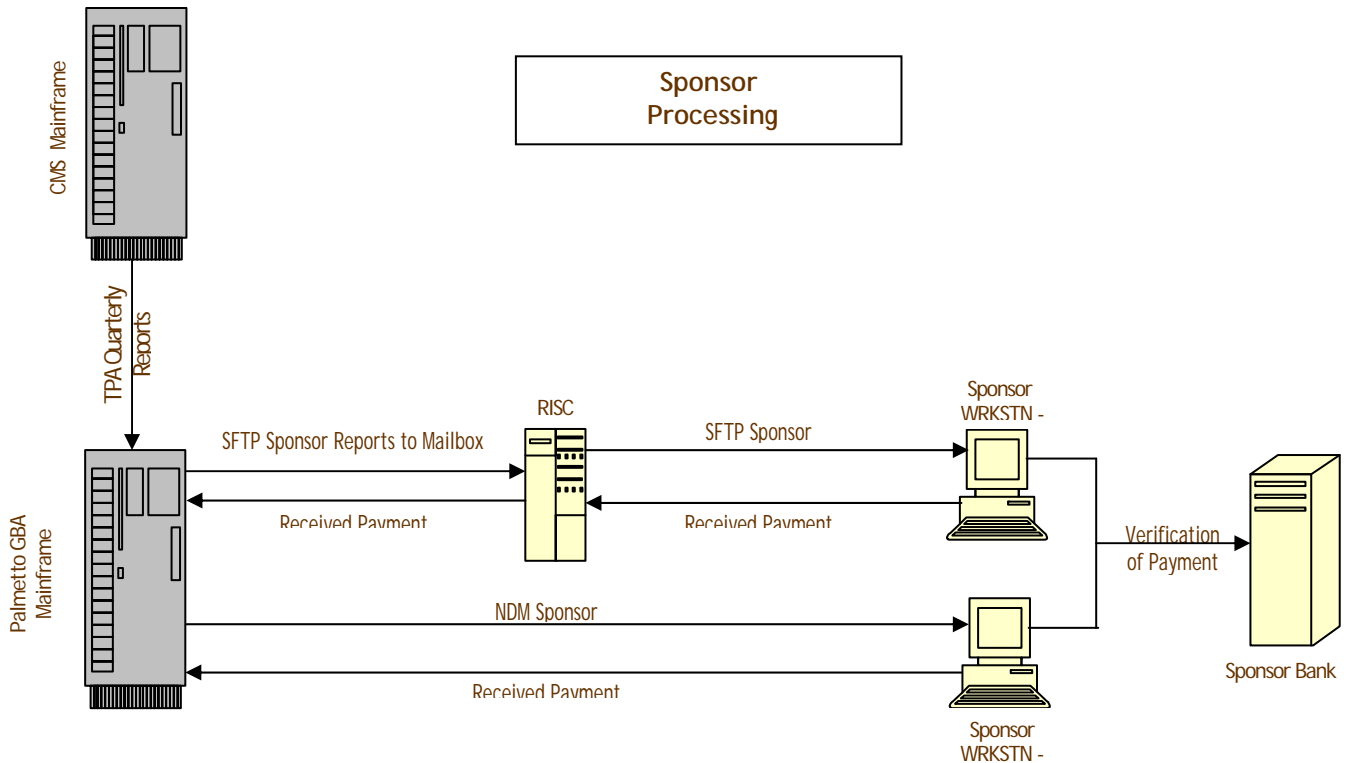 Sponsor
Processing
CMS Mainframe
TPA Quarterly
Reports
Palmetto GBA
Mainframe
SFTP Sponsor Reports to Mailbox
Received Payment
RISC
SFTP Sponsor
Received Payment
Sponsor
WRKSTN -
NDM Sponsor
Received Payment
Sponsor
WRKSTN -
Verification
of Payment
Sponsor Bank